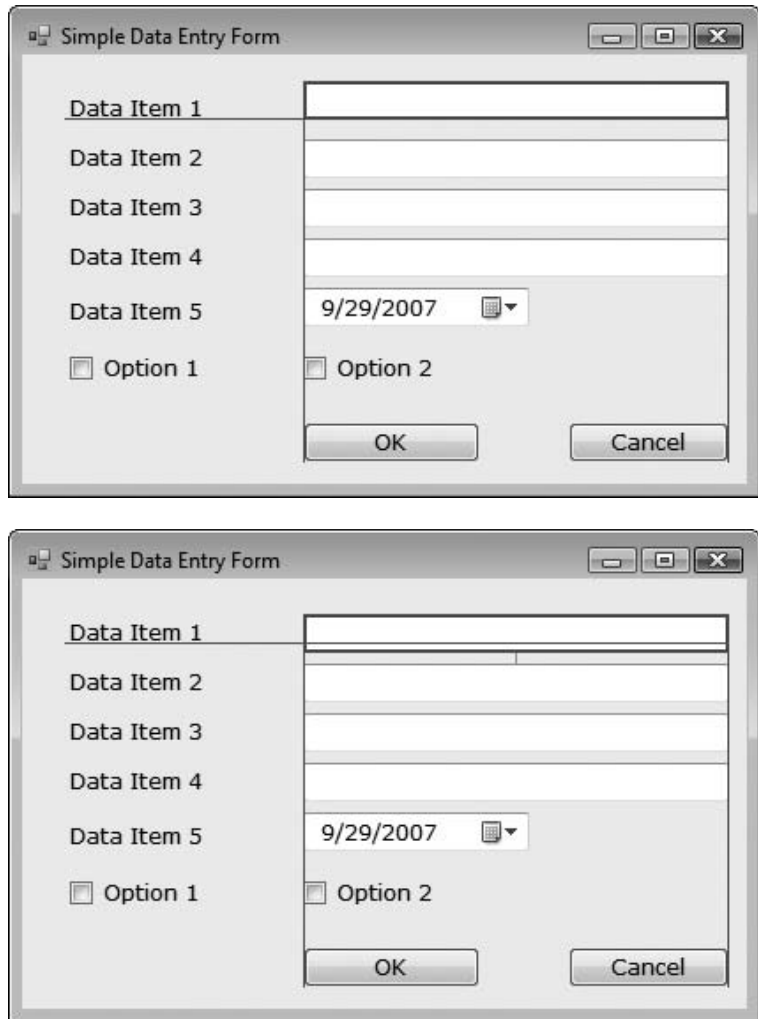 Simple Data Entry Form
Data Item 1
Data Item 2
Data Item 3
Data Item 4
Data Item 5 9/29/2007
Option 1 Option 2
OK Cancel
Simple Data Entry Form
Data Item 1
Data Item 2
Data Item 3
Data Item 4
Data Item 5 9/29/2007
Option 1 Option 2
OK Cancel